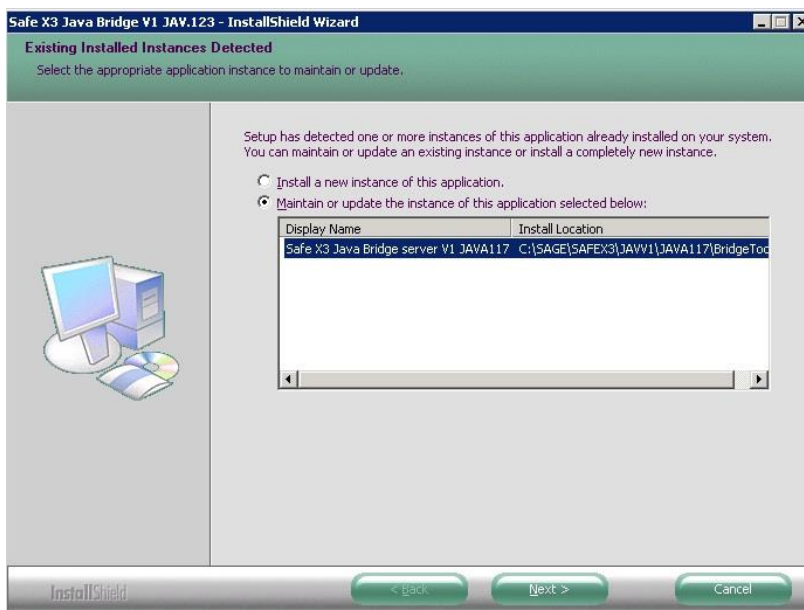 Safe X3 Java Bridge V1 JAV.123 - InstallShield Wizard
Existing Installed Instances Detected
Select the appropriate application instance to maintain or update.
Setup has detected one or more instances of this application already installed on your system.
You can maintain or update an existing instance or install a completely new instance.
Install a new instance of this application.
Maintain or update the instance of this application selected below:
Display Name Install Location
Safe X3 Java Bridge server V1 JAVA117 C:\SAGE\SAFEX3\JAVV1\JAVA117\BridgeToo
InstallShield < Back Next > Cancel